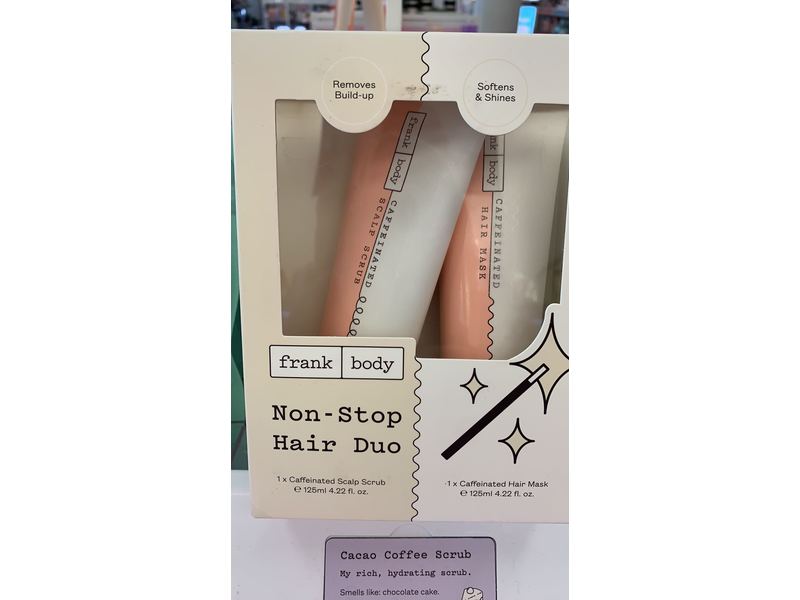 Removes
Build-up
Softens
& Shines
frank body
CAFFEINATED
SCALP SCRUB
nk body
CAFFEINATED
HAIR MASK
frank body
Non-Stop
Hair Duo
1 x Caffeinated Scalp Scrub
℮ 125ml 4.22 fl. oz.
1 x Caffeinated Hair Mask
℮ 125ml 4.22 fl. oz.
Cacao Coffee Scrub
My rich, hydrating scrub.
Smells like: chocolate cake.